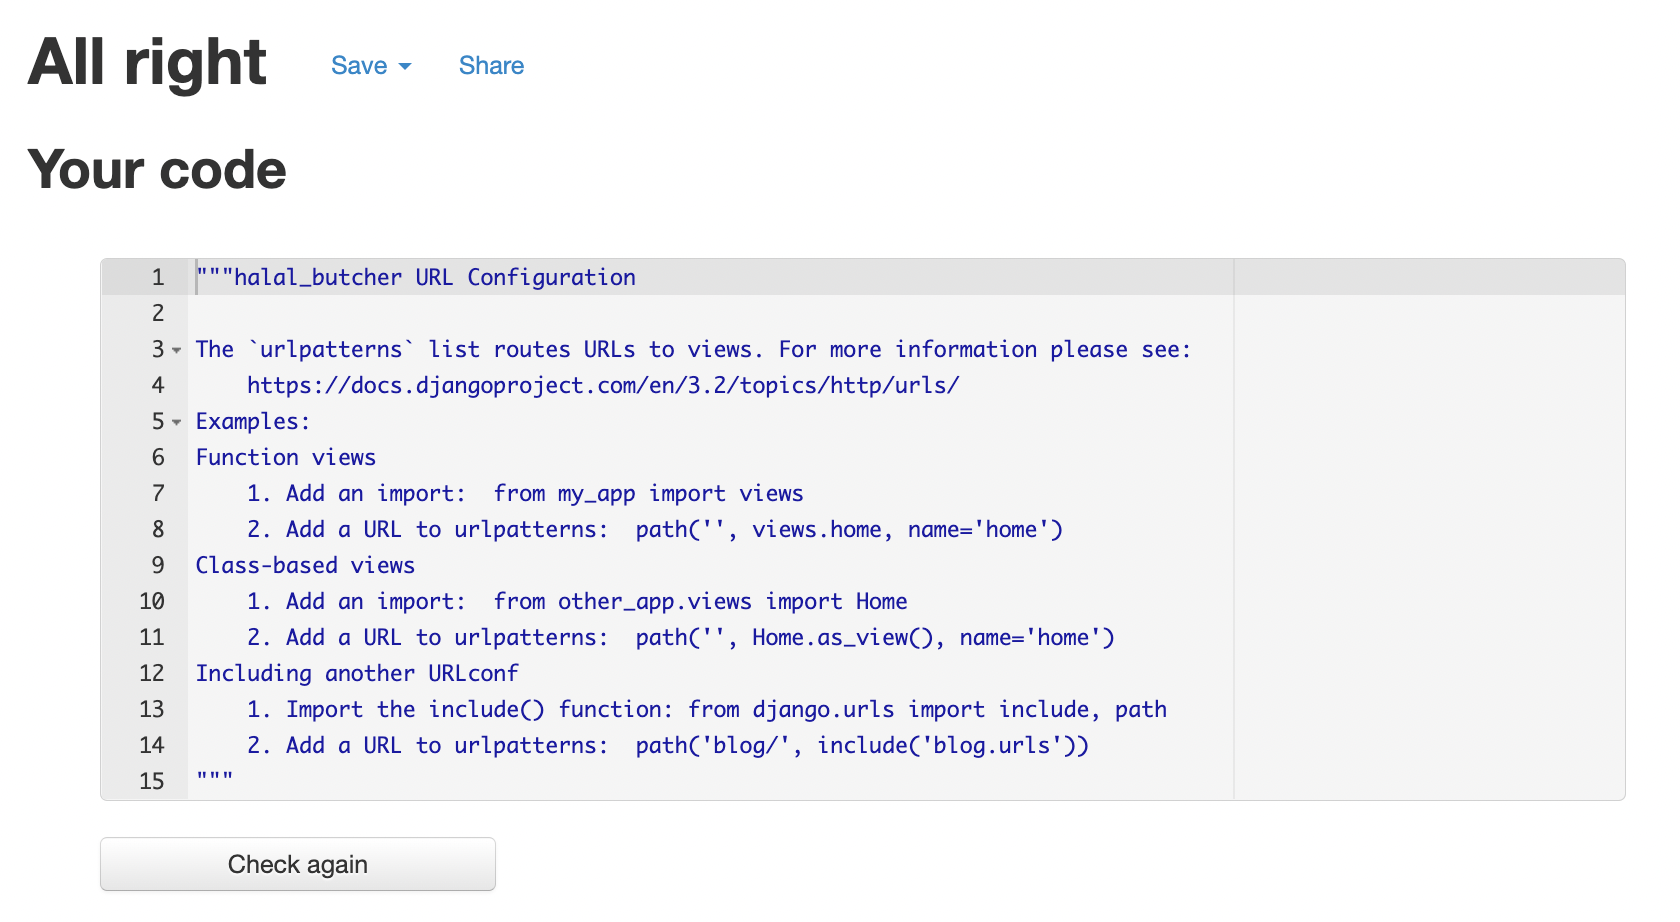 All right
Save
Share
Your code
1 """halal_butcher URL Configuration
2
3 The `urlpatterns` list routes URLs to views. For more information please see:
4     https://docs.djangoproject.com/en/3.2/topics/http/urls/
5 Examples:
6 Function views
7     1. Add an import:  from my_app import views
8     2. Add a URL to urlpatterns:  path('', views.home, name='home')
9 Class-based views
10     1. Add an import:  from other_app.views import Home
11     2. Add a URL to urlpatterns:  path('', Home.as_view(), name='home')
12 Including another URLconf
13     1. Import the include() function: from django.urls import include, path
14     2. Add a URL to urlpatterns:  path('blog/', include('blog.urls'))
15 """
Check again